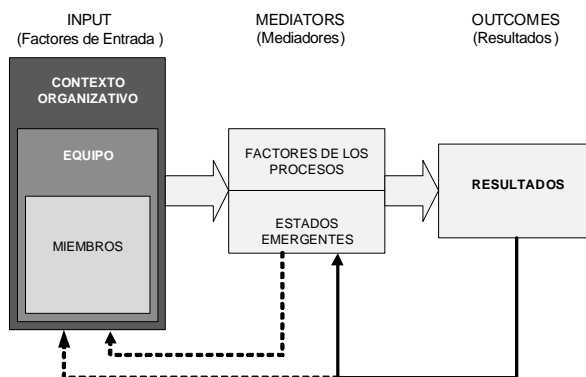 INPUT
(Factores de Entrada )
MEDIATORS
(Mediadores)
OUTCOMES
(Resultados )
CONTEXTO
ORGANIZATIVO
EQUIPO
MIEMBROS
FACTORES DE LOS
PROCESOS
ESTADOS
EMERGENTES
RESULTADOS